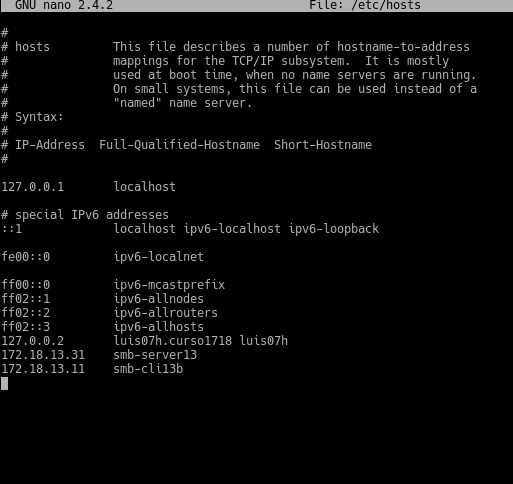 GNU nano 2.4.2 File: /etc/hosts
#
# hosts This file describes a number of hostname-to-address
# mappings for the TCP/IP subsystem. It is mostly
# used at boot time, when no name servers are running.
# On small systems, this file can be used instead of a
# "named" name server.
# Syntax:
#
# IP-Address Full-Qualified-Hostname Short-Hostname
#
127.0.0.1 localhost
# special IPv6 addresses
::1 localhost ipv6-localhost ipv6-loopback
fe00::0 ipv6-localnet
ff00::0 ipv6-mcastprefix
ff02::1 ipv6-allnodes
ff02::2 ipv6-allrouters
ff02::3 ipv6-allhosts
127.0.0.2 luis07h.curso1718 luis07h
172.18.13.31 smb-server13
172.18.13.11 smb-cli13b